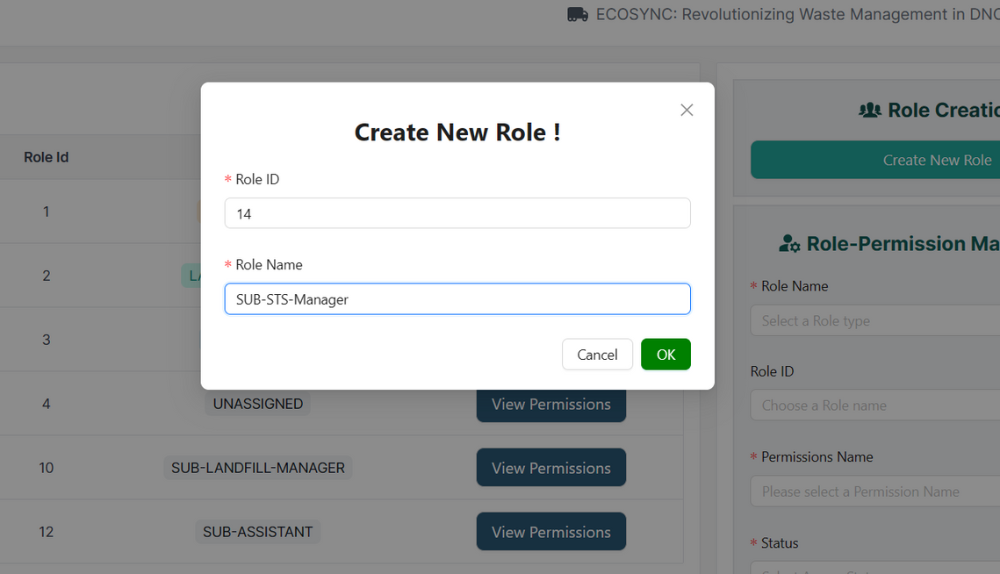 ECOSYNC: Revolutionizing Waste Management in DNC
Create New Role !
* Role ID
14
* Role Name
SUB-STS-Manager
Cancel OK
Role Id
1
2 LA
3
4 UNASSIGNED View Permissions
10 SUB-LANDFILL-MANAGER View Permissions
12 SUB-ASSISTANT View Permissions
Role Creatio
Create New Role
Role-Permission Ma
* Role Name
Select a Role type
Role ID
Choose a Role name
* Permissions Name
Please select a Permission Name
* Status